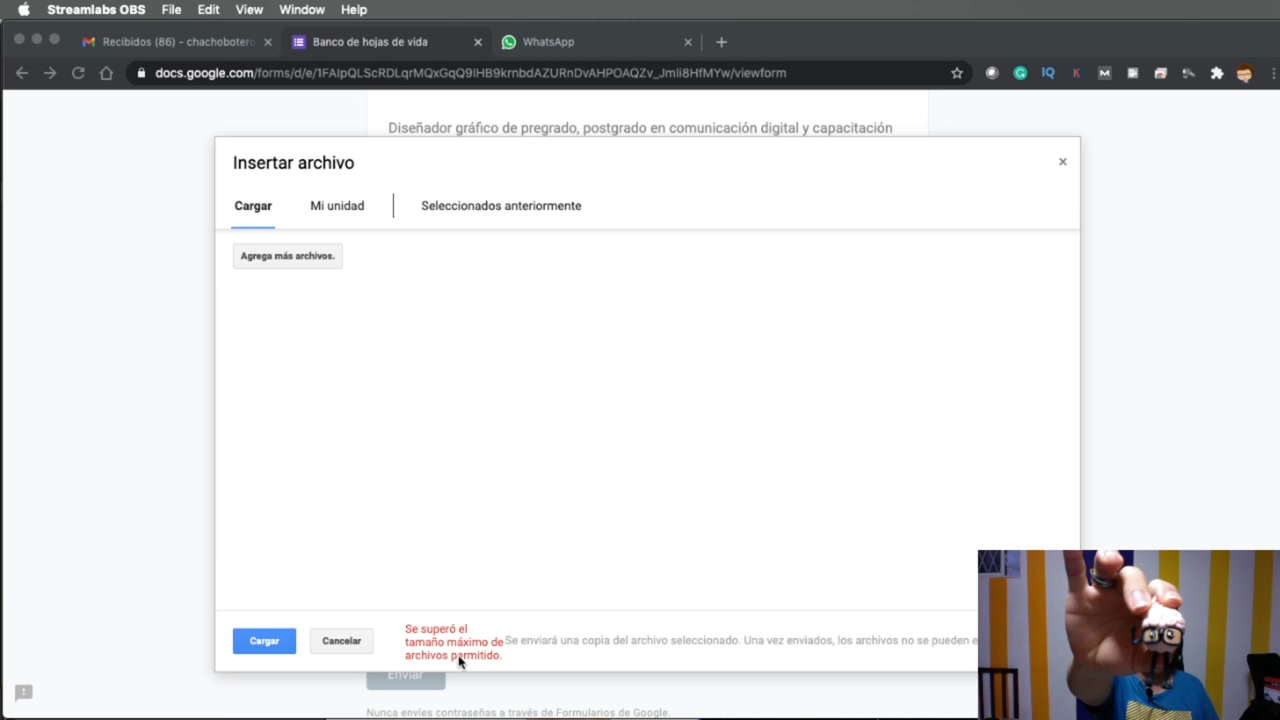 Streamlabs OBS File Edit View Window Help
Recibidos (86) - chachobotero
Banco de hojas de vida
WhatsApp
docs.google.com/forms/d/e/1FAIpQLScRDLqrMQxGqQ9IHB9krnbdAZURnDvAHPOAQZv_Jmli8HfMYw/viewform
Diseñador gráfico de pregrado, postgrado en comunicación digital y capacitación
Insertar archivo
Cargar Mi unidad Seleccionados anteriormente
Agrega más archivos.
Cargar Cancelar
Se superó el
tamaño máximo de
archivos permitido.
Se enviará una copia del archivo seleccionado. Una vez enviados, los archivos no se pueden e
Enviar
Nunca envíes contraseñas a través de Formularios de Google.